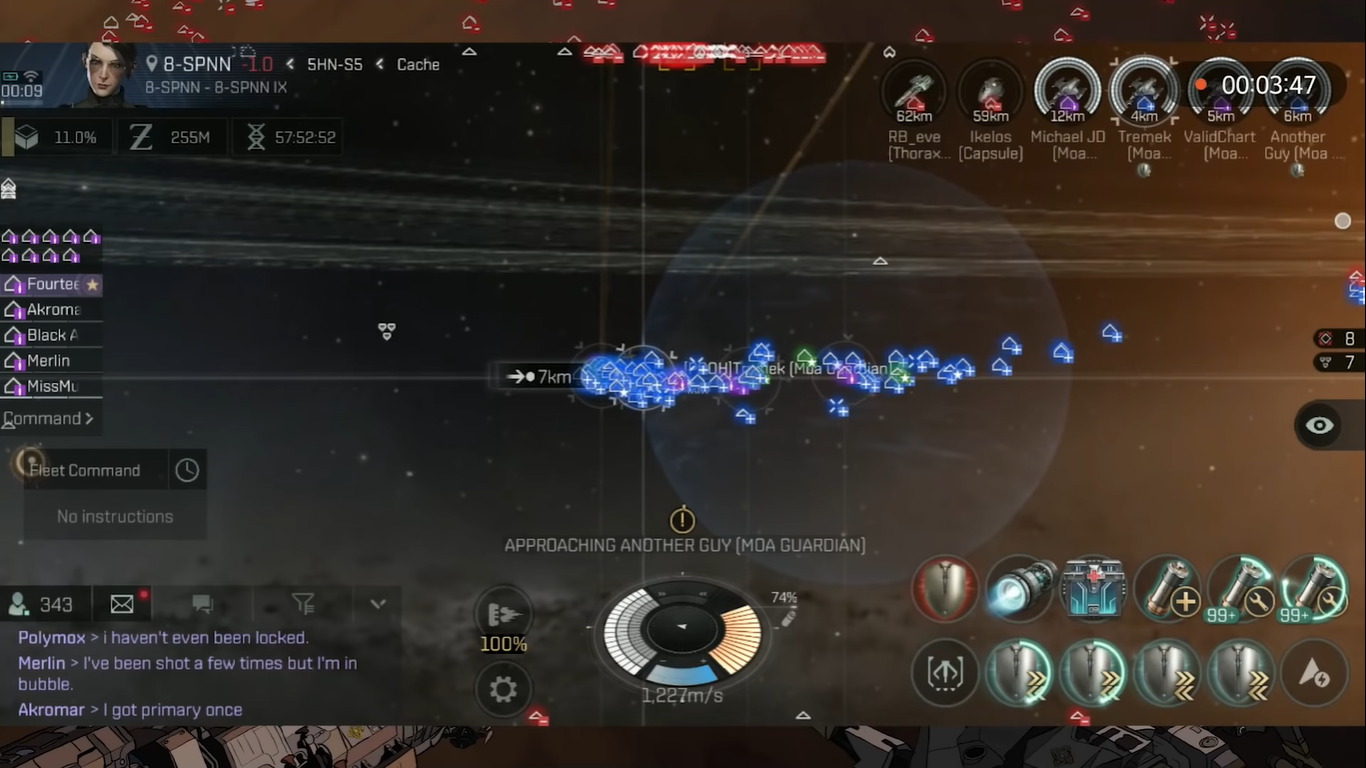 8-SPNN -1.0 < 5HN-S5 < Cache
8-SPNN - 8-SPNN IX
00:09
11.0%
255M
57:52:52
00:03:47
62km
59km
12km
4km
5km
6km
RB_eve
[Thorax...
Ikelos
[Capsule]
Michael JD
[Moa...
Tremek
[Moa...
ValidChart
[Moa...
Another
Guy [Moa ...
Fourtee
Akroma
Black A
Merlin
MissMu
Command >
Fleet Command
No instructions
7km
8
7
APPROACHING ANOTHER GUY [MOA GUARDIAN]
74%
100%
1,227m/s
99+
99+
343
Polymox > i haven't even been locked.
Merlin > I've been shot a few times but I'm in
bubble.
Akromar > I got primary once